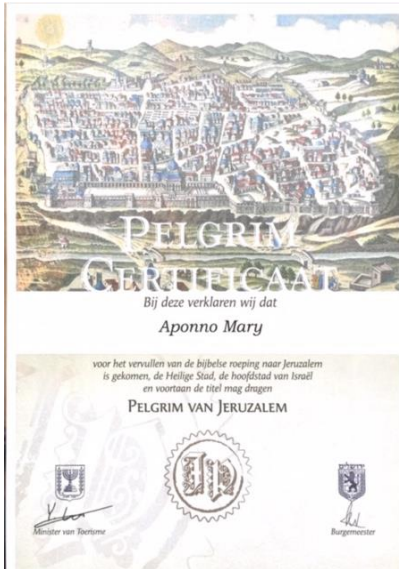 PELGRIM
CERTIFICAAT
Bij deze verklaren wij dat
Aponno Mary
voor het vervullen van de bijbelse roeping naar Jeruzalem
is gekomen, de Heilige Stad, de hoofdstad van Israël
en voortaan de titel mag dragen
PELGRIM VAN JERUZALEM
Minister van Toerisme
Burgemeester